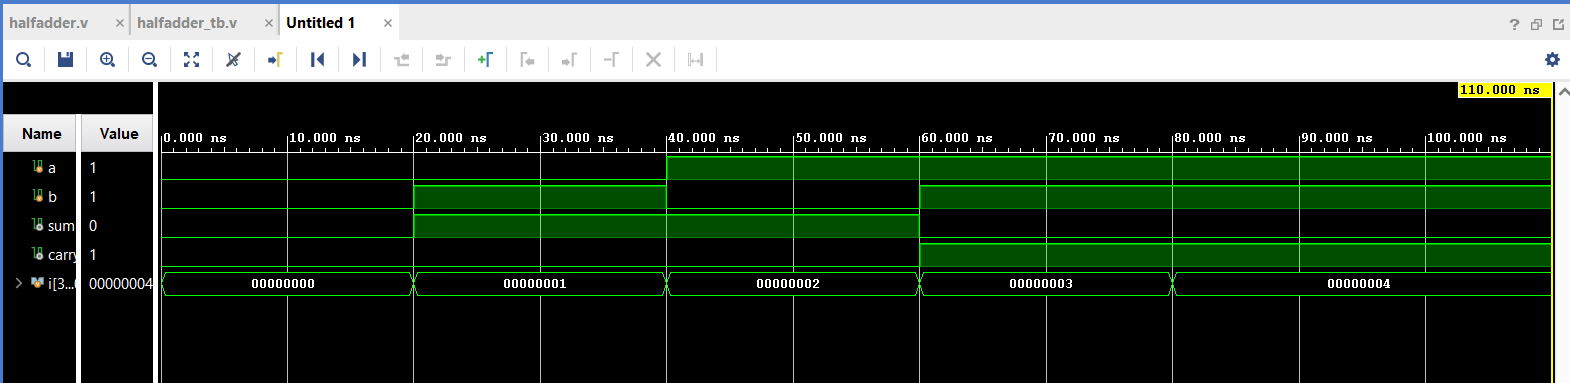 halfadder.v × halfadder_tb.v × Untitled 1 ×
?
110.000 ns
Name Value
0.000 ns 10.000 ns 20.000 ns 30.000 ns 40.000 ns 50.000 ns 60.000 ns 70.000 ns 80.000 ns 90.000 ns 100.000 ns
a 1
b 1
sum 0
carry 1
i[3... 00000004 00000000 00000001 00000002 00000003 00000004